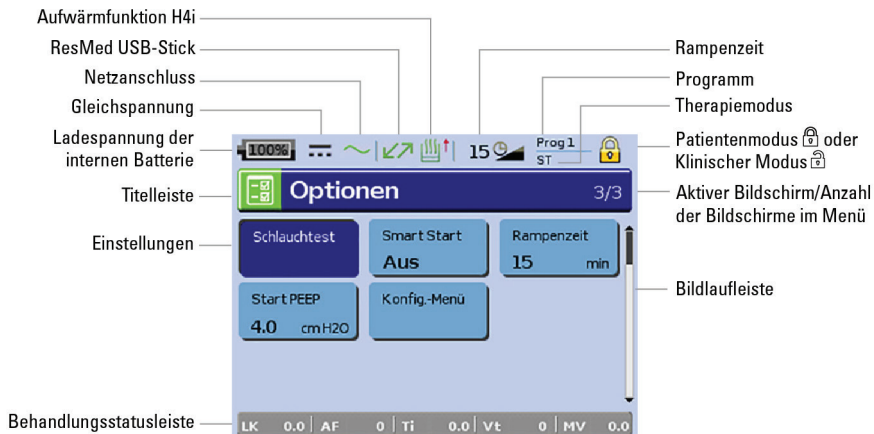 Aufwärmfunktion H4i
ResMed USB-Stick
Netzanschluss
Gleichspannung
Ladespannung der
internen Batterie
Titelleiste
Einstellungen
Behandlungsstatusleiste
Rampenzeit
Programm
Therapiemodus
Patientenmodus oder
Klinischer Modus
Aktiver Bildschirm/Anzahl
der Bildschirme im Menü
Bildlaufleiste
100% 15 Prog 1
ST
Optionen 3/3
Schlauchtest
Smart Start
Aus
Rampenzeit
15 min
Start PEEP
4.0 cm H2O
Konfig.-Menü
LK 0.0 AF 0 Ti 0.0 Vt 0 MV 0.0